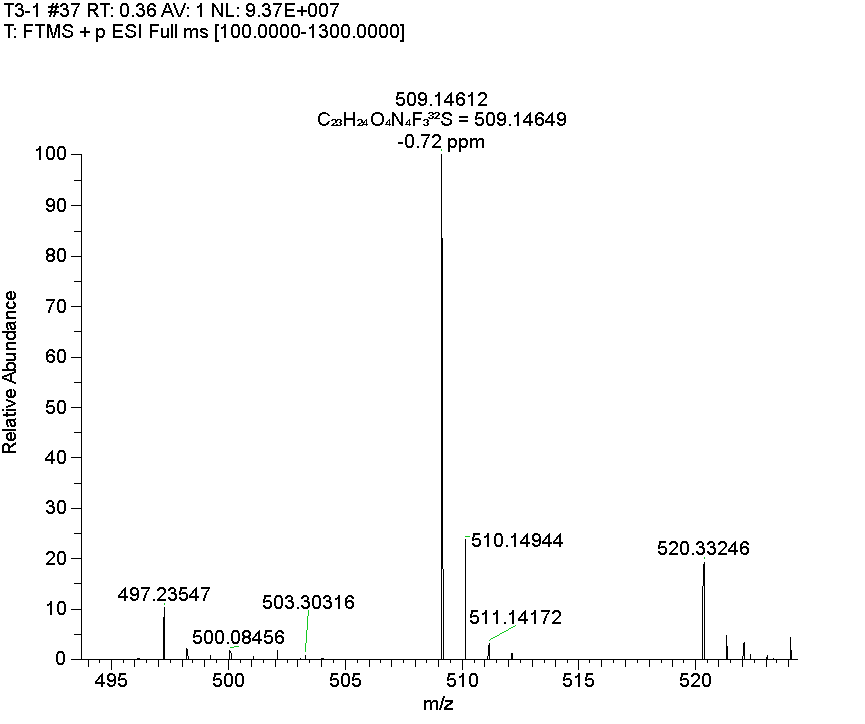 T3-1 #37 RT: 0.36 AV: 1 NL: 9.37E+007
T: FTMS + p ESI Full ms [100.0000-1300.0000]
509.14612
C₂₃H₂₄O₄N₄F₃³²S = 509.14649
-0.72 ppm
100
90
80
70
60
50
40
30
20
10
0
Relative Abundance
497.23547
500.08456
503.30316
510.14944
511.14172
520.33246
495 500 505 510 515 520
m/z